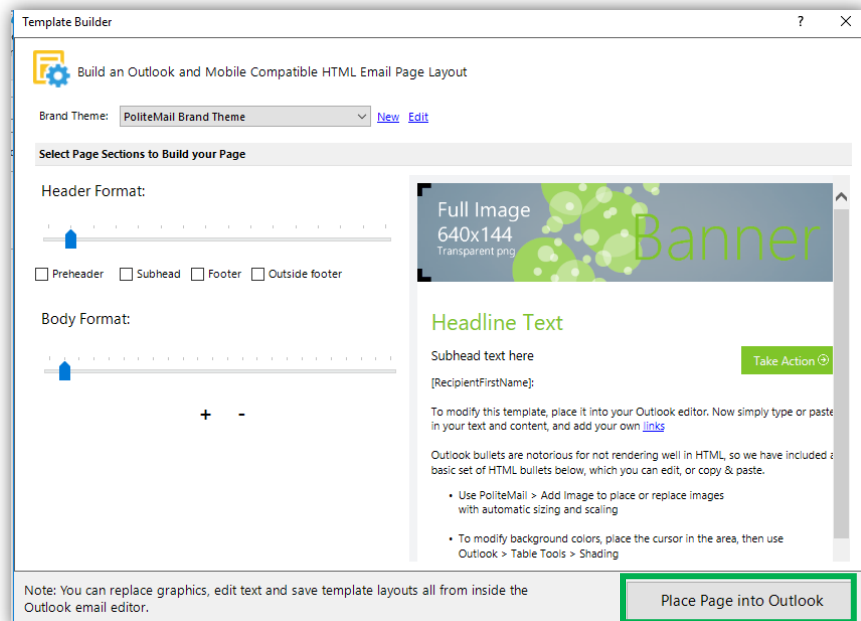 Template Builder
?
Build an Outlook and Mobile Compatible HTML Email Page Layout
Brand Theme: PoliteMail Brand Theme New Edit
Select Page Sections to Build your Page
Header Format:
Preheader Subhead Footer Outside footer
Body Format:
+ -
Full Image
640x144
Transparent png
Banner
Headline Text
Subhead text here
Take Action
[RecipientFirstName]:
To modify this template, place it into your Outlook editor. Now simply type or paste
in your text and content, and add your own links
Outlook bullets are notorious for not rendering well in HTML, so we have included a
basic set of HTML bullets below, which you can edit, or copy & paste.
• Use PoliteMail > Add Image to place or replace images
with automatic sizing and scaling
• To modify background colors, place the cursor in the area, then use
Outlook > Table Tools > Shading
Note: You can replace graphics, edit text and save template layouts all from inside the
Outlook email editor.
Place Page into Outlook